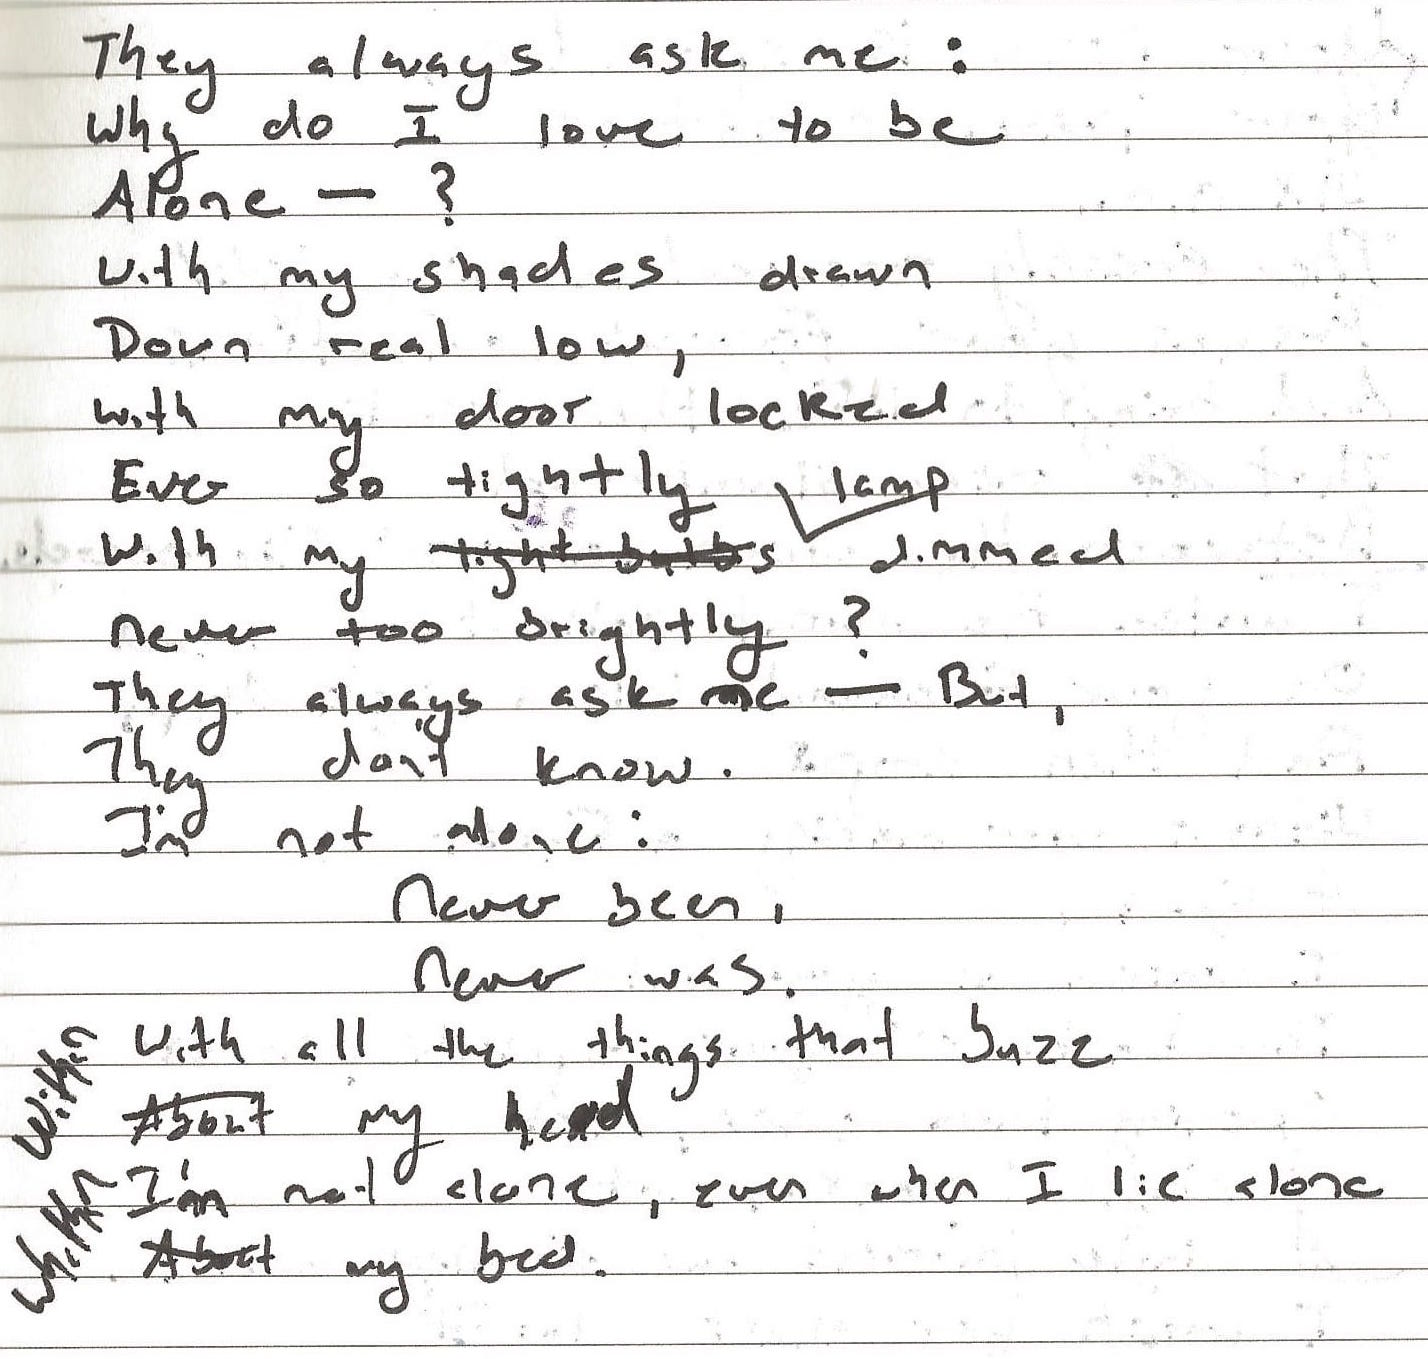 They always ask me:
Why do I love to be
Alone — ?
With my shades drawn
Down real low,
With my door locked
Ever so tightly
lamp
With my light bulbs dimmed
Never too brightly?
They always ask me — But,
They don't know.
I'm not alone:
Never been,
Never was.
With all the things that buzz
Within About my head
I'm not alone, even when I lie alone
Whithin About my bed.